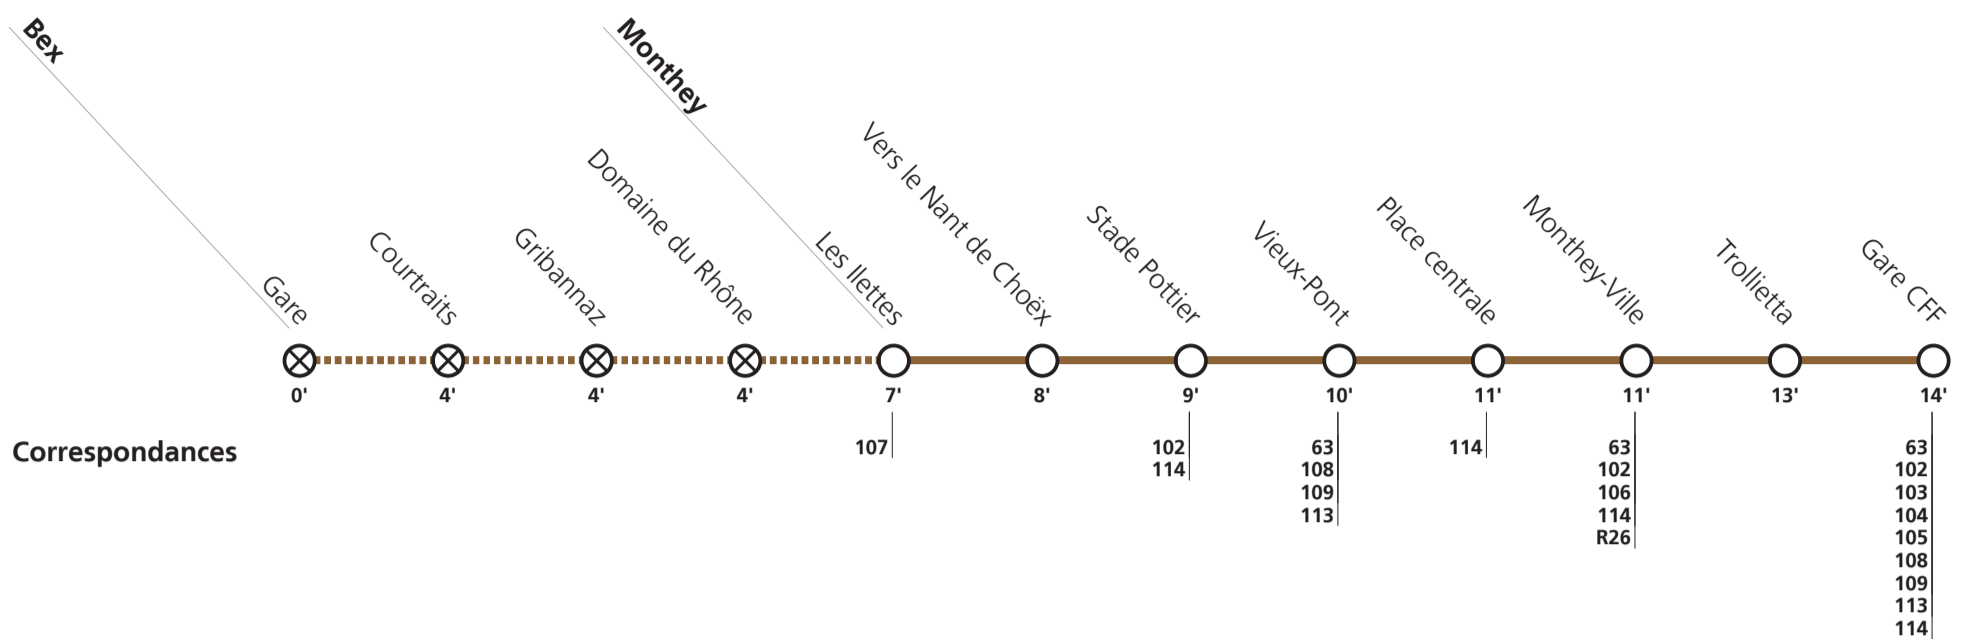 Bex
Monthey
Gare
Courtraits
Gribannaz
Domaine du Rhône
Les Ilettes
Vers le Nant de Choëx
Stade Pottier
Vieux-Pont
Place centrale
Monthey-Ville
Trollietta
Gare CFF
0' 4' 4' 4' 7' 8' 9' 10' 11' 11' 13' 14'
Correspondances
107
102
114
63
108
109
113
114
63
102
106
114
R26
63
102
103
104
105
108
109
113
114